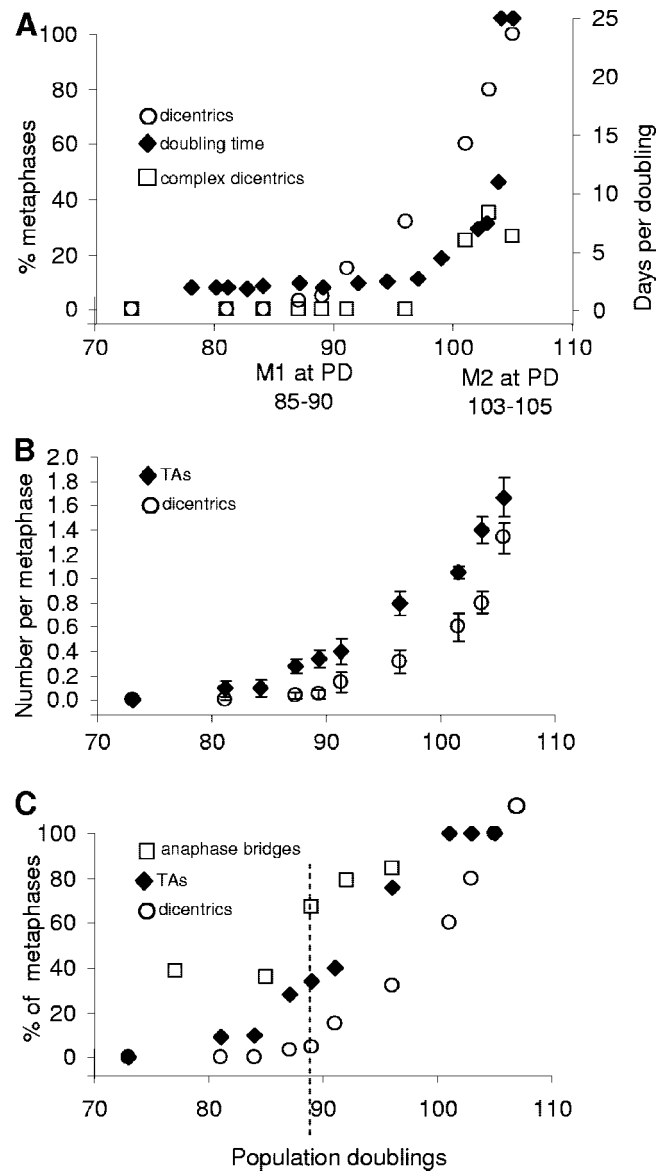 A
100
80
60
40
20
0
% metaphases
dicentrics
doubling time
complex dicentrics
25
20
15
10
5
0
Days per doubling
70 80 90 100 110
M1 at PD
85-90
M2 at PD
103-105
B
2.0
1.8
1.6
1.4
1.2
1.0
0.8
0.6
0.4
0.2
0.0
Number per metaphase
TAs
dicentrics
70 80 90 100 110
C
100
80
60
40
20
0
% of metaphases
anaphase bridges
TAs
dicentrics
70 80 90 100 110
Population doublings